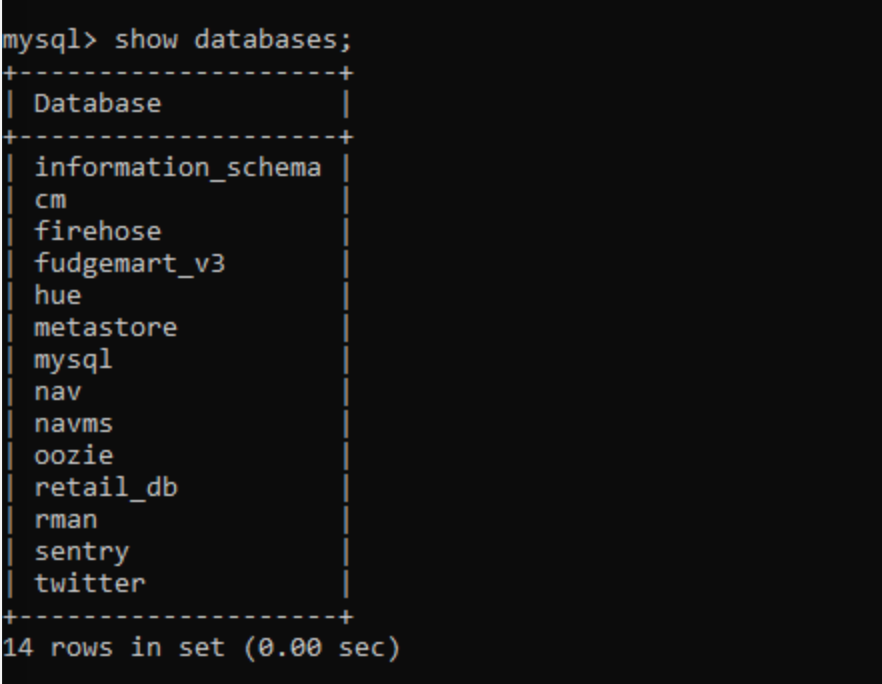 mysql> show databases;
+--------------------+
| Database           |
+--------------------+
| information_schema |
| cm                 |
| firehose           |
| fudgemart_v3       |
| hue                |
| metastore          |
| mysql              |
| nav                |
| navms              |
| oozie              |
| retail_db          |
| rman               |
| sentry             |
| twitter            |
+--------------------+
14 rows in set (0.00 sec)